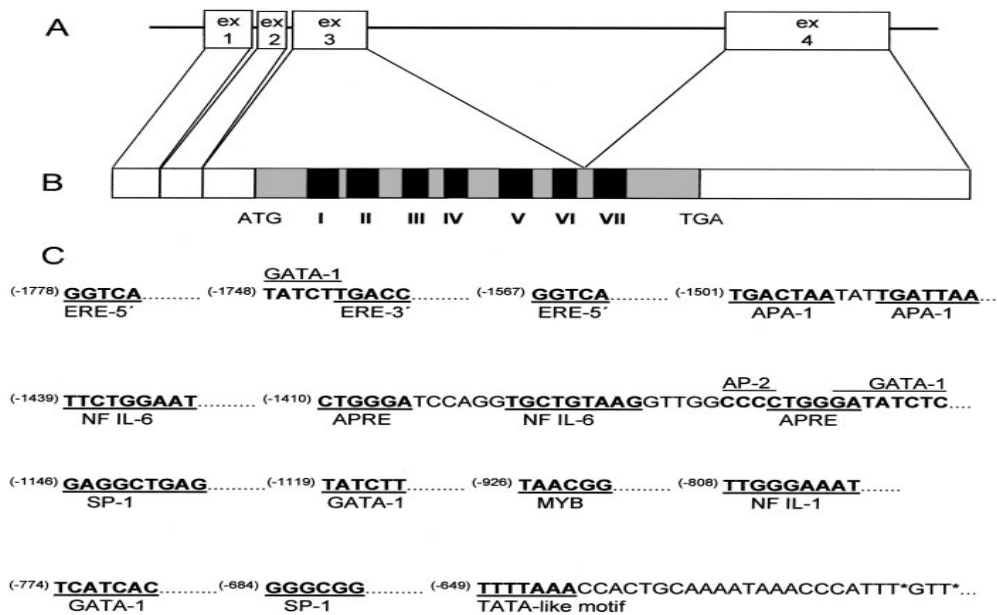 A
ex 1
ex 2
ex 3
ex 4
B
ATG I II III IV V VI VII TGA
C
GATA-1
(-1778) GGTCA.......... (-1748) TATCTTGACC.......... (-1567) GGTCA.......... (-1501) TGACTAATATTGATTAA...
ERE-5´ ERE-3´ ERE-5´ APA-1 APA-1
AP-2 GATA-1
(-1439) TTCTGGAAT.......... (-1410) CTGGGATCCAGGTGCTGTAAGGTTGGCCCCTGGGATATCTC....
NF IL-6 APRE NF IL-6 APRE
(-1146) GAGGCTGAG..........(-1119) TATCTT.......... (-926) TAACGG.......... (-808) TTGGGAAAT.......
SP-1 GATA-1 MYB NF IL-1
(-774) TCATCAC.......... (-684) GGGCGG.......... (-649) TTTTAAACCACTGCAAAATAAACCCATTT*GTT*...
GATA-1 SP-1 TATA-like motif